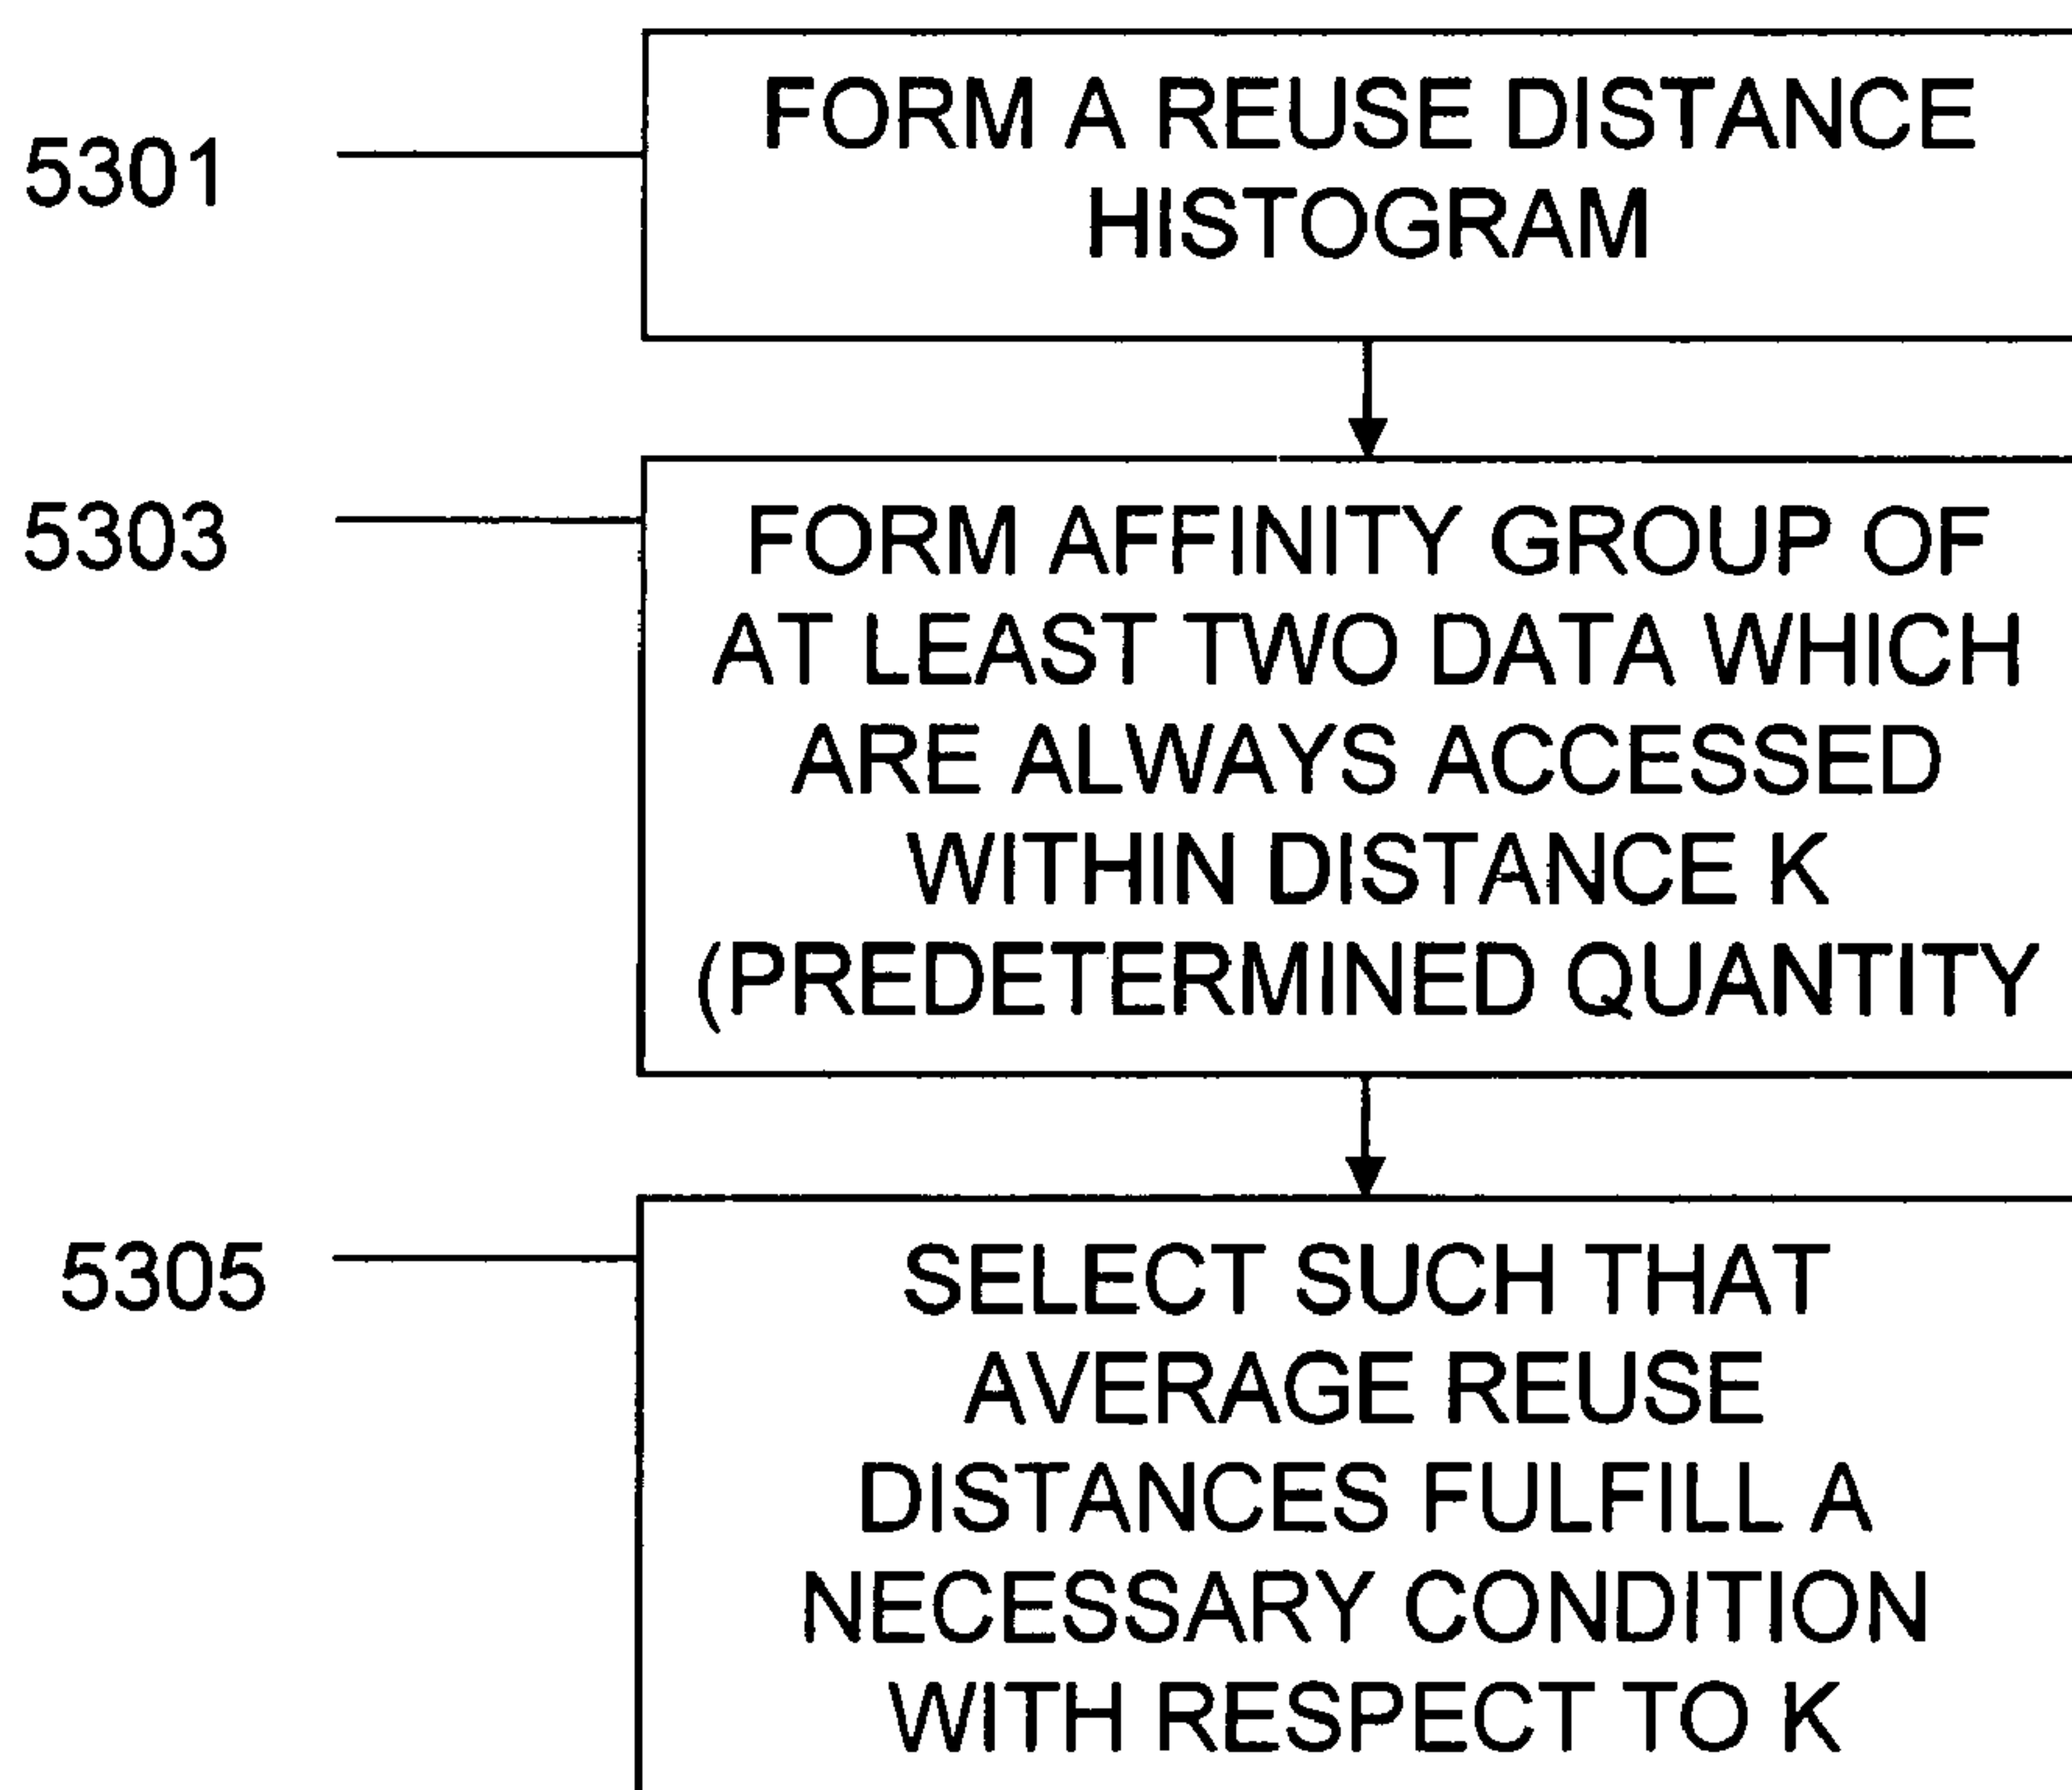 5301
FORM A REUSE DISTANCE
HISTOGRAM
5303
FORM AFFINITY GROUP OF
AT LEAST TWO DATA WHICH
ARE ALWAYS ACCESSED
WITHIN DISTANCE K
(PREDETERMINED QUANTITY
5305
SELECT SUCH THAT
AVERAGE REUSE
DISTANCES FULFILL A
NECESSARY CONDITION
WITH RESPECT TO K